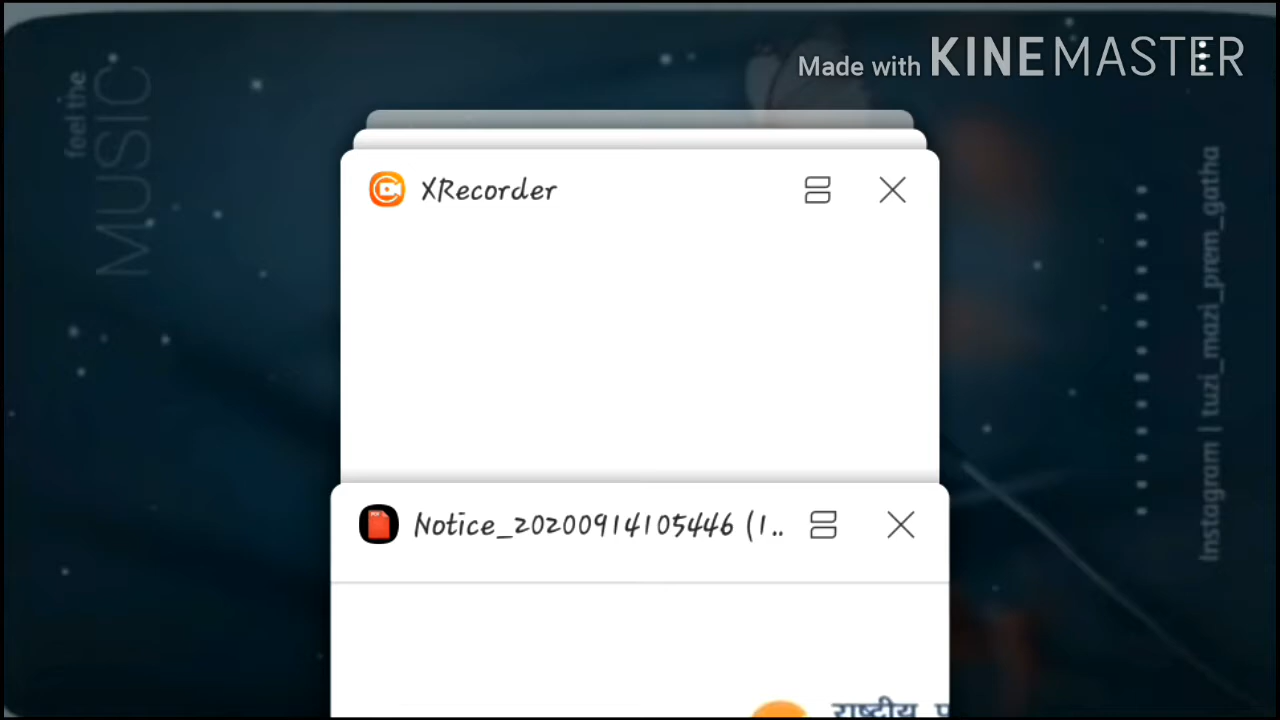 Made with KINEMASTER
feel the
MUSIC
XRecorder
Notice_20200914105446 (1..
राष्ट्रीय
Instagram | tuzi_mazi_prem_gatha